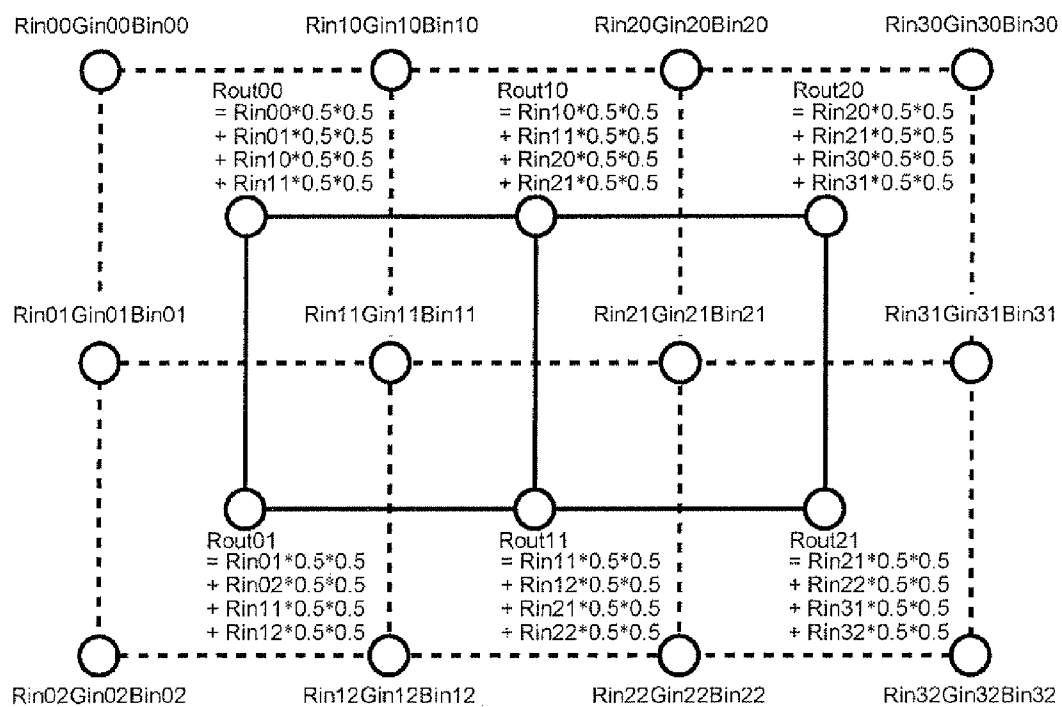 Rin00Gin00Bin00
Rin10Gin10Bin10
Rin20Gin20Bin20
Rin30Gin30Bin30
Rout00
= Rin00*0.5*0.5
+ Rin01*0.5*0.5
+ Rin10*0.5*0.5
+ Rin11*0.5*0.5
Rout10
= Rin10*0.5*0.5
+ Rin11*0.5*0.5
+ Rin20*0.5*0.5
+ Rin21*0.5*0.5
Rout20
= Rin20*0.5*0.5
+ Rin21*0.5*0.5
+ Rin30*0.5*0.5
+ Rin31*0.5*0.5
Rin01Gin01Bin01
Rin11Gin11Bin11
Rin21Gin21Bin21
Rin31Gin31Bin31
Rout01
= Rin01*0.5*0.5
+ Rin02*0.5*0.5
+ Rin11*0.5*0.5
+ Rin12*0.5*0.5
Rout11
= Rin11*0.5*0.5
+ Rin12*0.5*0.5
+ Rin21*0.5*0.5
+ Rin22*0.5*0.5
Rout21
= Rin21*0.5*0.5
+ Rin22*0.5*0.5
+ Rin31*0.5*0.5
+ Rin32*0.5*0.5
Rin02Gin02Bin02
Rin12Gin12Bin12
Rin22Gin22Bin22
Rin32Gin32Bin32